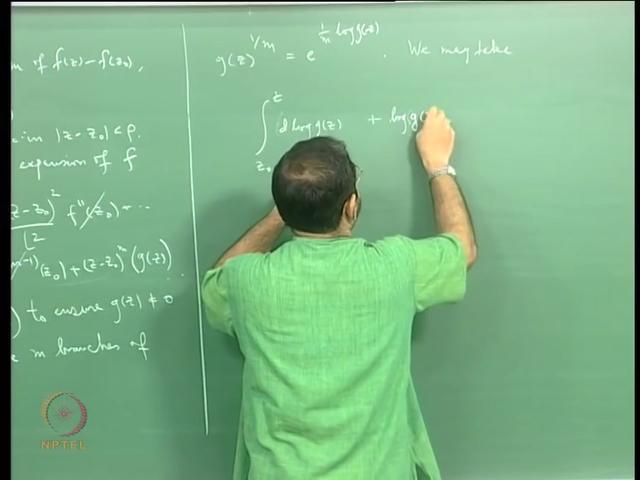 m of f(z)-f(z₀),
in |z-z₀| < ρ.
expansion of f
(z-z₀)² f''(z₀)+ ...
|2
(m-1) (z₀)+(z-z₀)ᵐ (g(z))
) to ensure g(z) ≠ 0
e m branches of
g(z)^{1/m} = e^{1/m log g(z)} . We may take
∫_{z₀}^{z} d log g(z) + log g(
NPTEL